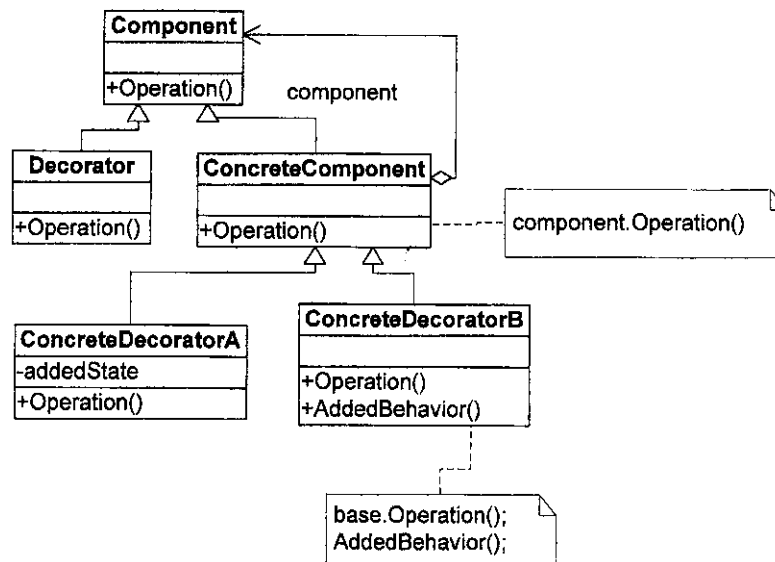 Component
+Operation()
component
Decorator
+Operation()
ConcreteComponent
+Operation()
component.Operation()
ConcreteDecoratorA
-addedState
+Operation()
ConcreteDecoratorB
+Operation()
+AddedBehavior()
base.Operation();
AddedBehavior();